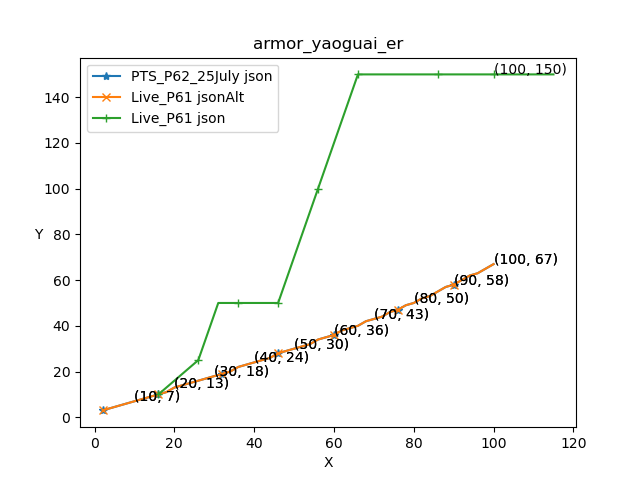 armor_yaoguai_er
PTS_P62_25July json
Live_P61 jsonAlt
Live_P61 json
(100, 150)
(100, 67)
(90, 58)
(80, 50)
(70, 43)
(60, 36)
(50, 30)
(40, 24)
(30, 18)
(20, 13)
(10, 7)
Y
140
120
100
80
60
40
20
0
0 20 40 60 80 100 120
X